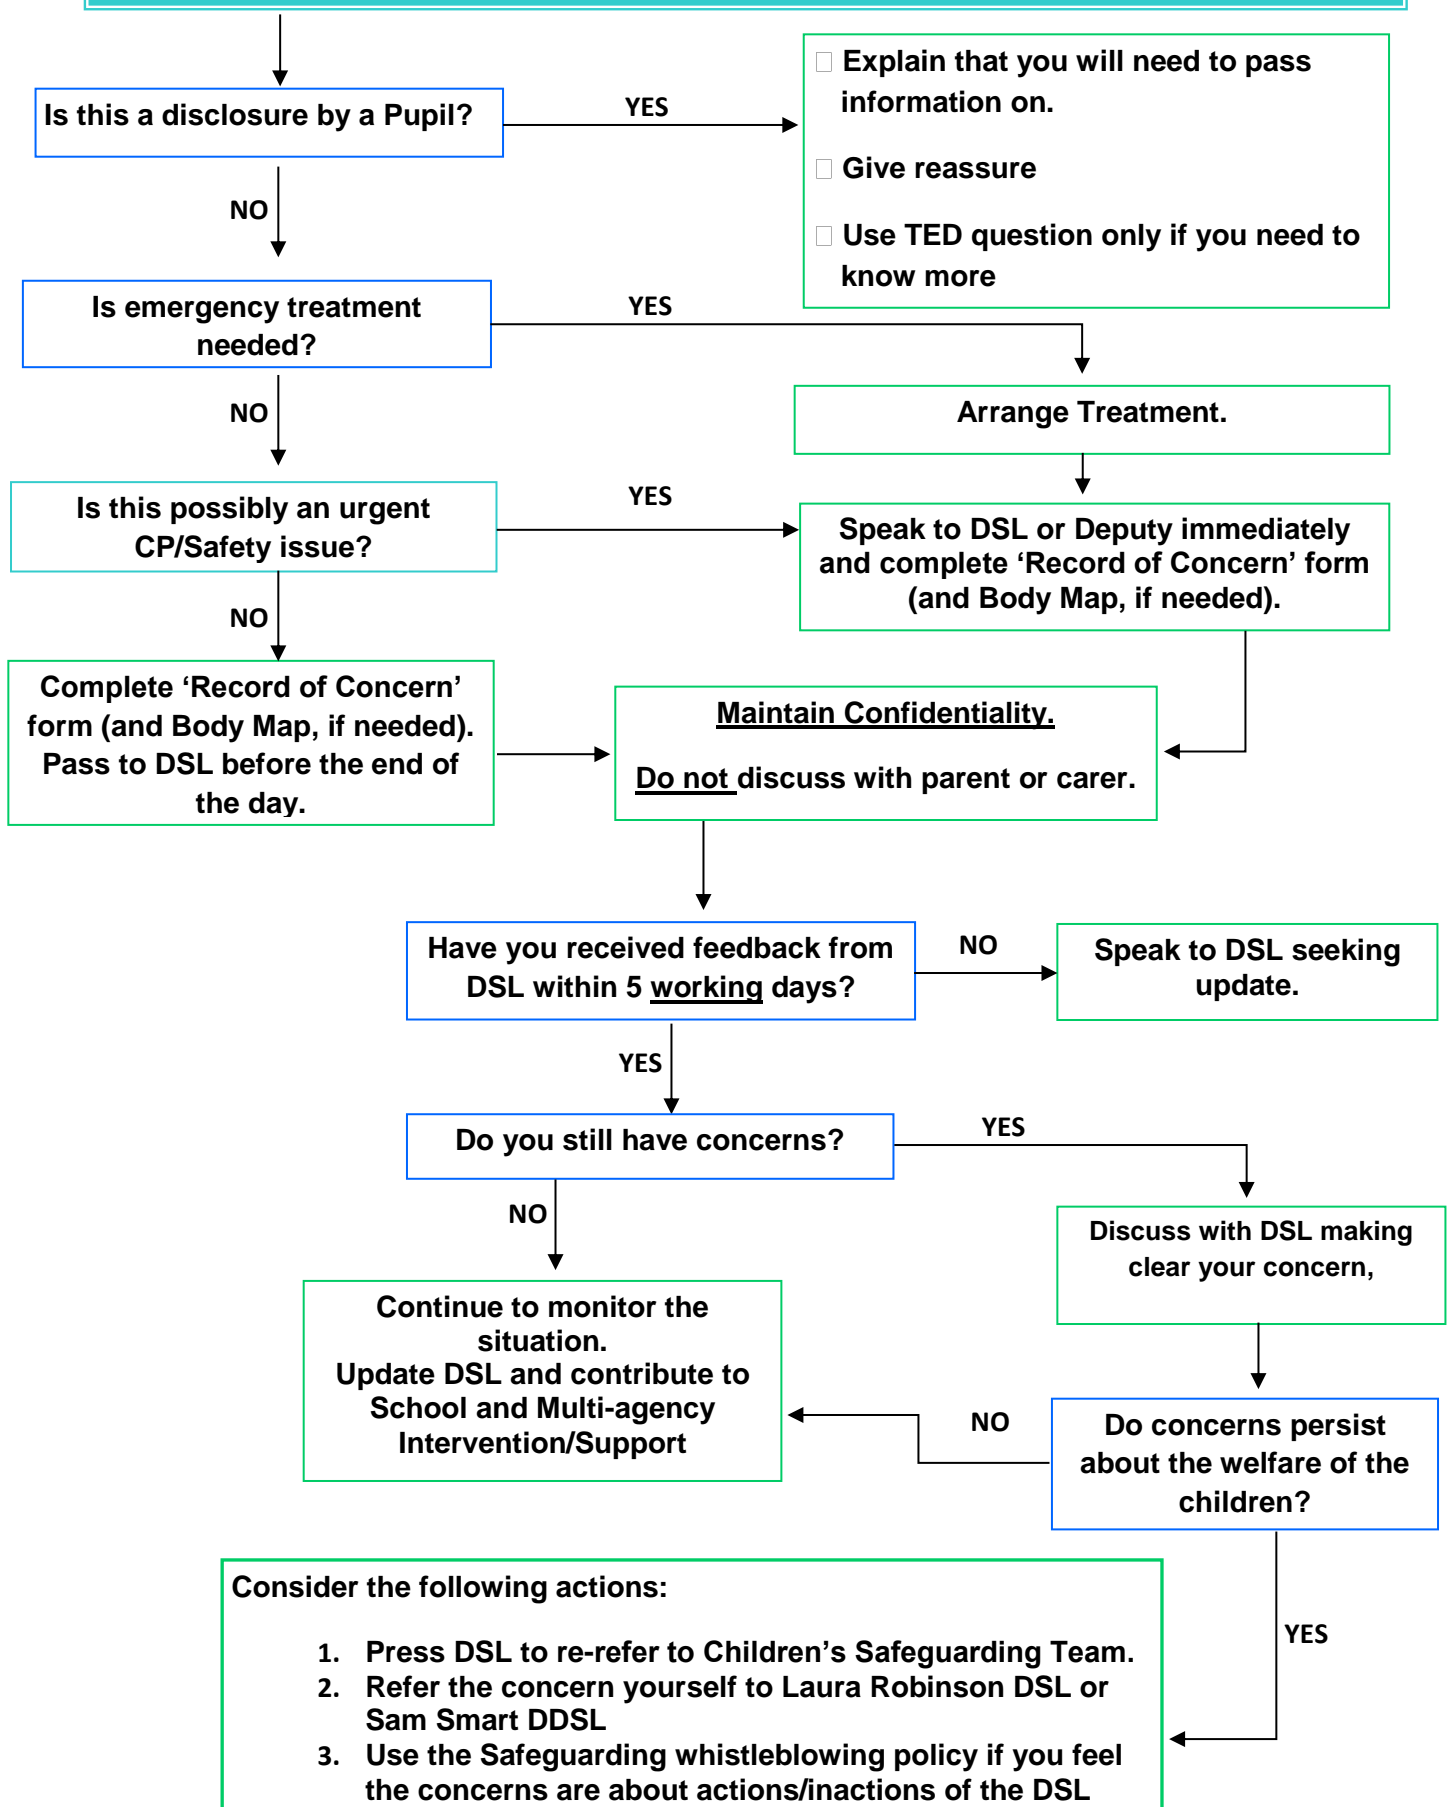 Is this a disclosure by a Pupil?
YES
Explain that you will need to pass
information on.
Give reassure
Use TED question only if you need to
know more
NO
Is emergency treatment
needed?
YES
Arrange Treatment.
NO
Is this possibly an urgent
CP/Safety issue?
YES
Speak to DSL or Deputy immediately
and complete ‘Record of Concern’ form
(and Body Map, if needed).
NO
Complete ‘Record of Concern’
form (and Body Map, if needed).
Pass to DSL before the end of
the day.
Maintain Confidentiality.
Do not discuss with parent or carer.
Have you received feedback from
DSL within 5 working days?
NO
Speak to DSL seeking
update.
YES
Do you still have concerns?
YES
NO
Discuss with DSL making
clear your concern,
Continue to monitor the
situation.
Update DSL and contribute to
School and Multi-agency
Intervention/Support
NO
Do concerns persist
about the welfare of the
children?
YES
Consider the following actions:
1. Press DSL to re-refer to Children’s Safeguarding Team.
2. Refer the concern yourself to Laura Robinson DSL or
Sam Smart DDSL
3. Use the Safeguarding whistleblowing policy if you feel
the concerns are about actions/inactions of the DSL